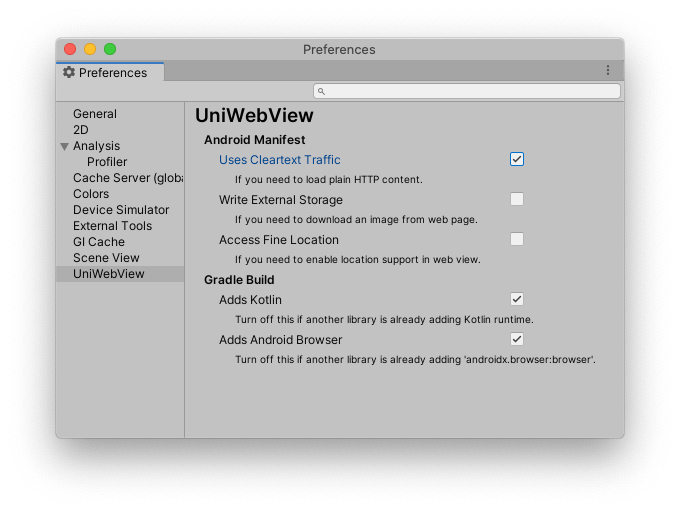 Preferences
Preferences
General
2D
Analysis
Profiler
Cache Server (globa
Colors
Device Simulator
External Tools
GI Cache
Scene View
UniWebView
UniWebView
Android Manifest
Uses Cleartext Traffic
If you need to load plain HTTP content.
Write External Storage
If you need to download an image from web page.
Access Fine Location
If you need to enable location support in web view.
Gradle Build
Adds Kotlin
Turn off this if another library is already adding Kotlin runtime.
Adds Android Browser
Turn off this if another library is already adding 'androidx.browser:browser'.